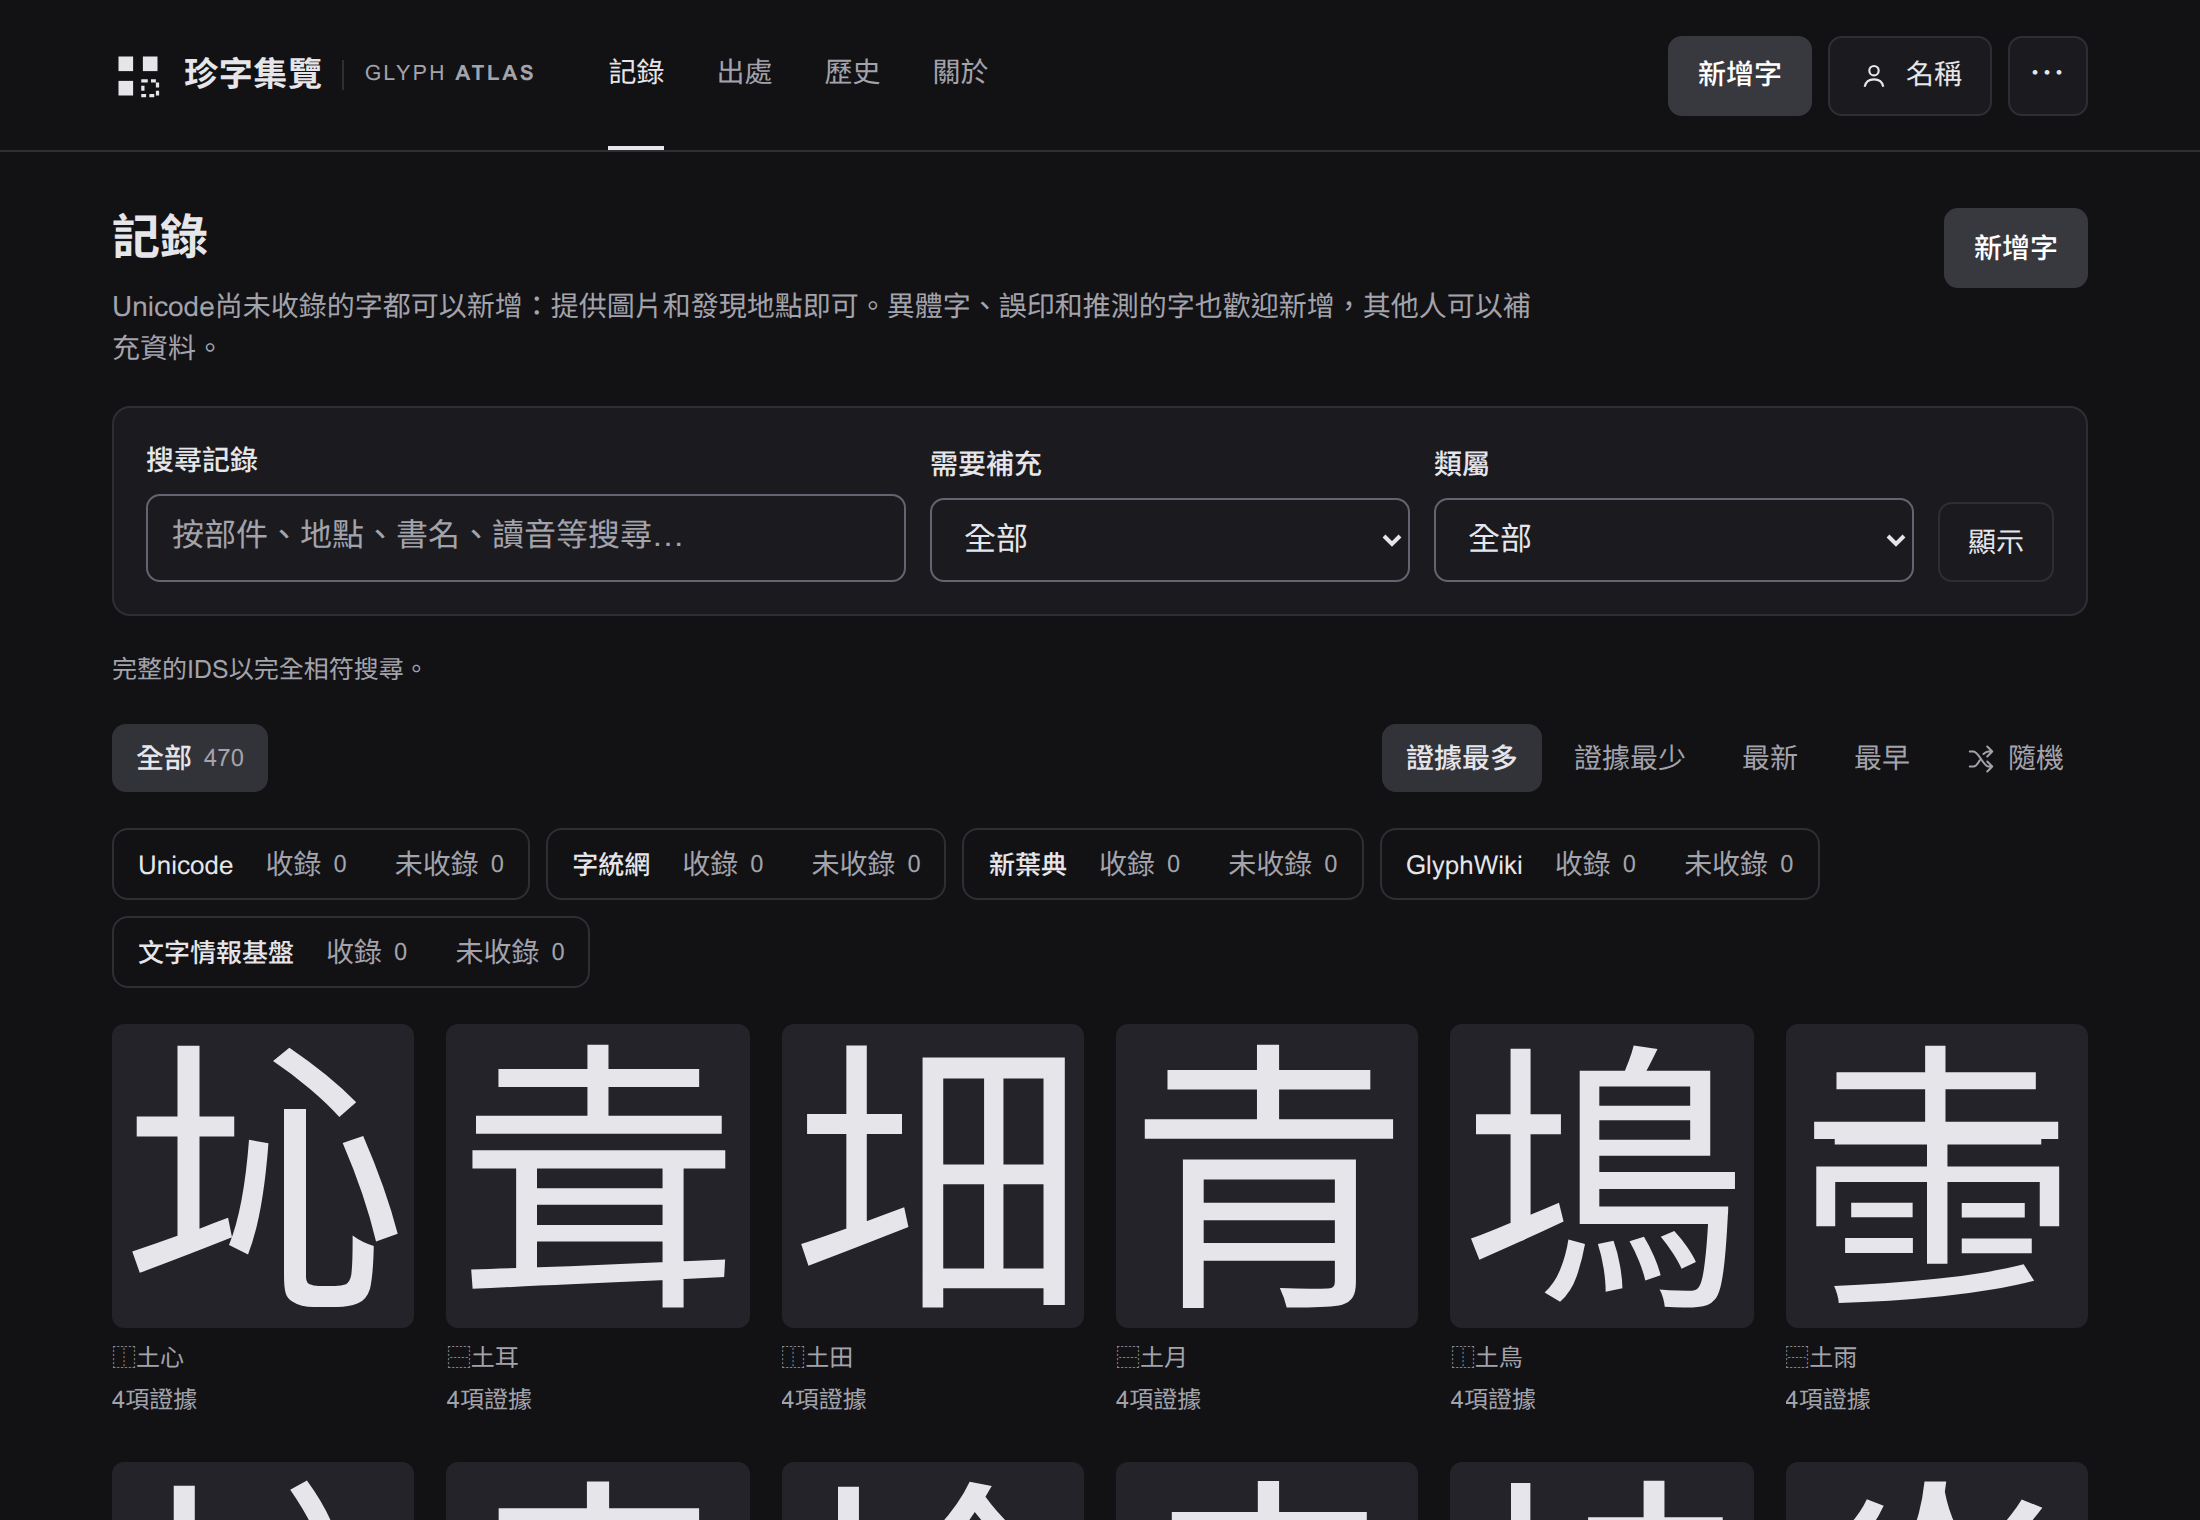 珍字集覽 GLYPH ATLAS 記錄 出處 歷史 關於 新增字 名稱 ···
記錄 新增字
Unicode尚未收錄的字都可以新增：提供圖片和發現地點即可。異體字、誤印和推測的字也歡迎新增，其他人可以補
充資料。
搜尋記錄 需要補充 類屬
按部件、地點、書名、讀音等搜尋… 全部 全部 顯示
完整的IDS以完全相符搜尋。
全部 470 證據最多 證據最少 最新 最早 隨機
Unicode 收錄 0 未收錄 0 字統網 收錄 0 未收錄 0 新葉典 收錄 0 未收錄 0 GlyphWiki 收錄 0 未收錄 0
文字情報基盤 收錄 0 未收錄 0
⿰土心 ⿱土耳 ⿰土田 ⿱土月 ⿰土鳥 ⿱土雨
4項證據 4項證據 4項證據 4項證據 4項證據 4項證據